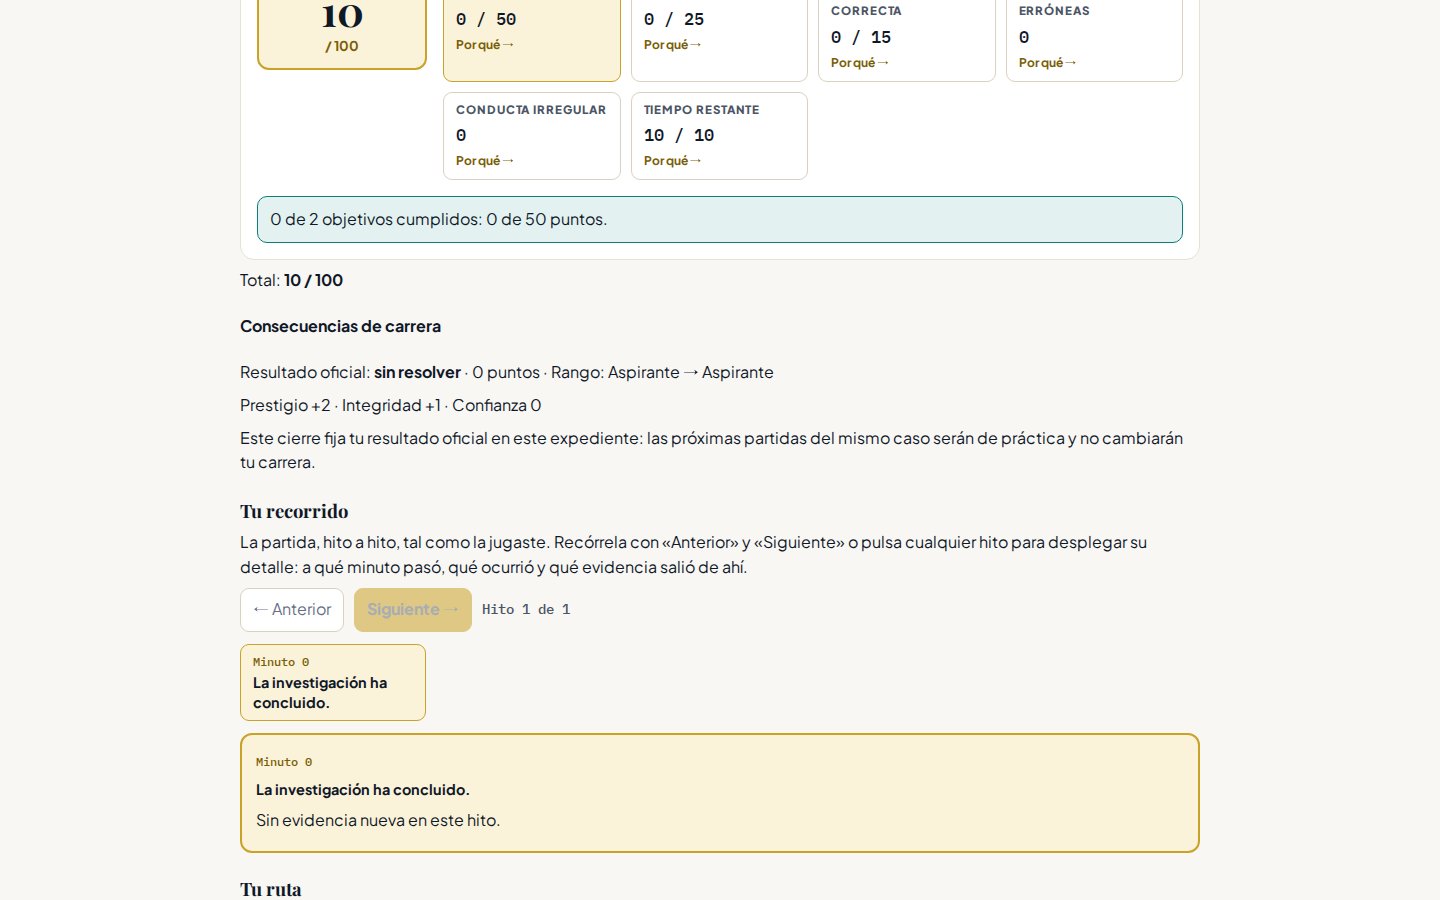 10
/ 100
0 / 50
Por qué →
0 / 25
Por qué →
CORRECTA
0 / 15
Por qué →
ERRÓNEAS
0
Por qué →
CONDUCTA IRREGULAR
0
Por qué →
TIEMPO RESTANTE
10 / 10
Por qué →
0 de 2 objetivos cumplidos: 0 de 50 puntos.
Total: 10 / 100
Consecuencias de carrera
Resultado oficial: sin resolver · 0 puntos · Rango: Aspirante → Aspirante
Prestigio +2 · Integridad +1 · Confianza 0
Este cierre fija tu resultado oficial en este expediente: las próximas partidas del mismo caso serán de práctica y no cambiarán
tu carrera.
Tu recorrido
La partida, hito a hito, tal como la jugaste. Recórrela con «Anterior» y «Siguiente» o pulsa cualquier hito para desplegar su
detalle: a qué minuto pasó, qué ocurrió y qué evidencia salió de ahí.
← Anterior
Siguiente →
Hito 1 de 1
Minuto 0
La investigación ha
concluido.
Minuto 0
La investigación ha concluido.
Sin evidencia nueva en este hito.
Tu ruta